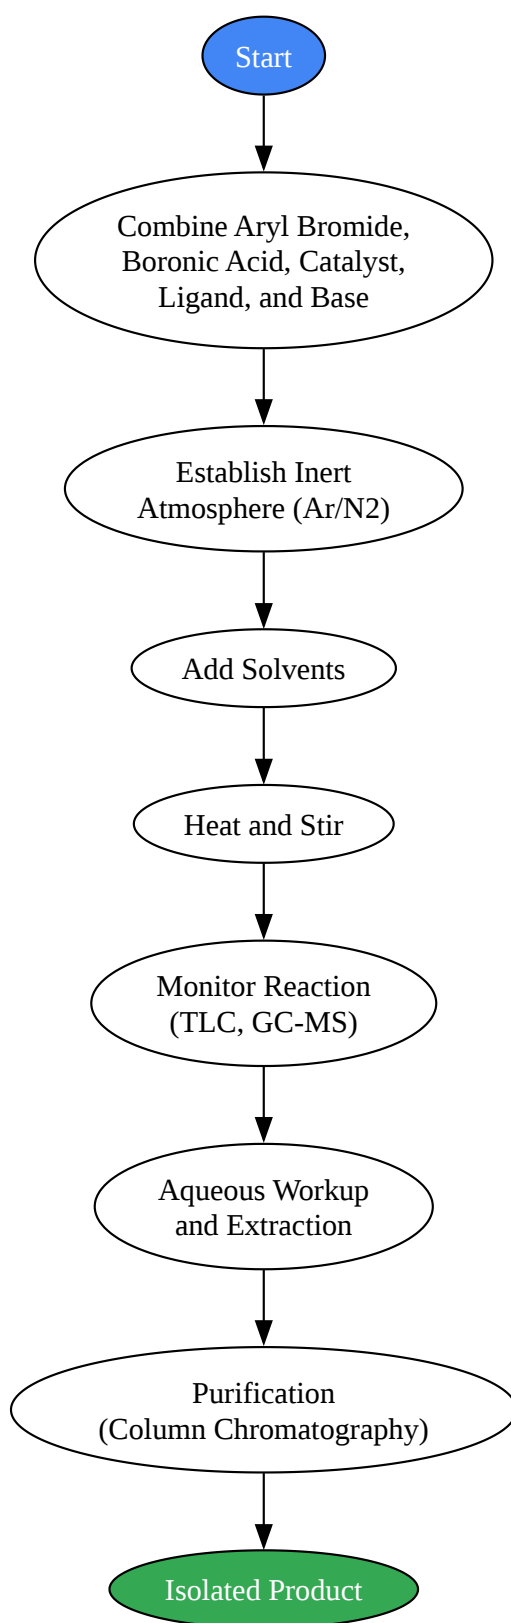 Start
Combine Aryl Bromide,
Boronic Acid, Catalyst,
Ligand, and Base
Establish Inert
Atmosphere (Ar/N2)
Add Solvents
Heat and Stir
Monitor Reaction
(TLC, GC-MS)
Aqueous Workup
and Extraction
Purification
(Column Chromatography)
Isolated Product